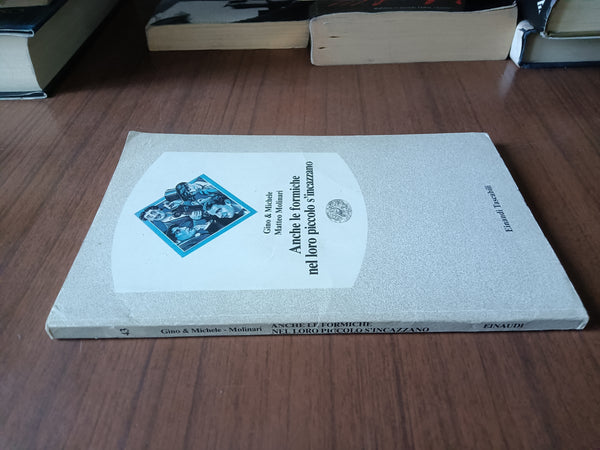 Gino & Michele
Matteo Molinari
Anche le formiche
nel loro piccolo s'incazzano
Einaudi Tascabili
43 Gino & Michele - Molinari ANCHE LE FORMICHE NEL LORO PICCOLO S'INCAZZANO EINAUDI